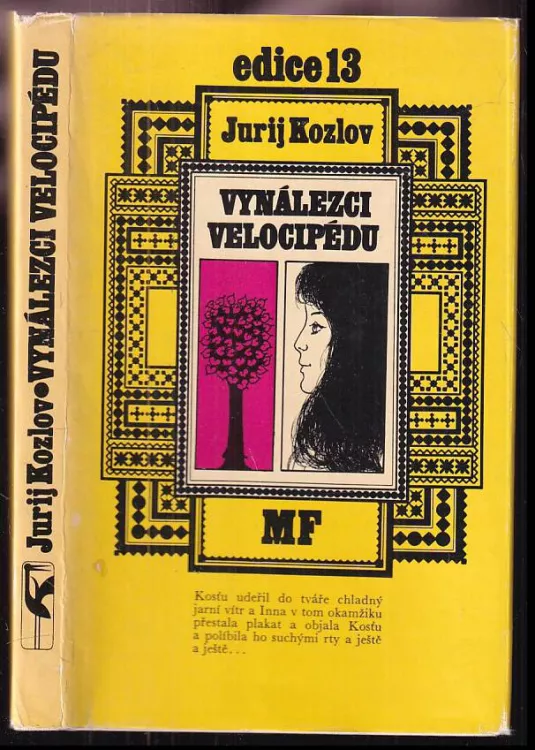 edice 13
Jurij Kozlov
VYNÁLEZCI
VELOCIPÉDU
MF
Kosťu udeřil do tváře chladný
jarní vítr a Inna v tom okamžiku
přestala plakat a objala Kosťu
a políbila ho suchými rty a ještě
a ještě...
Jurij Kozlov • VYNÁLEZCI VELOCIPÉDU